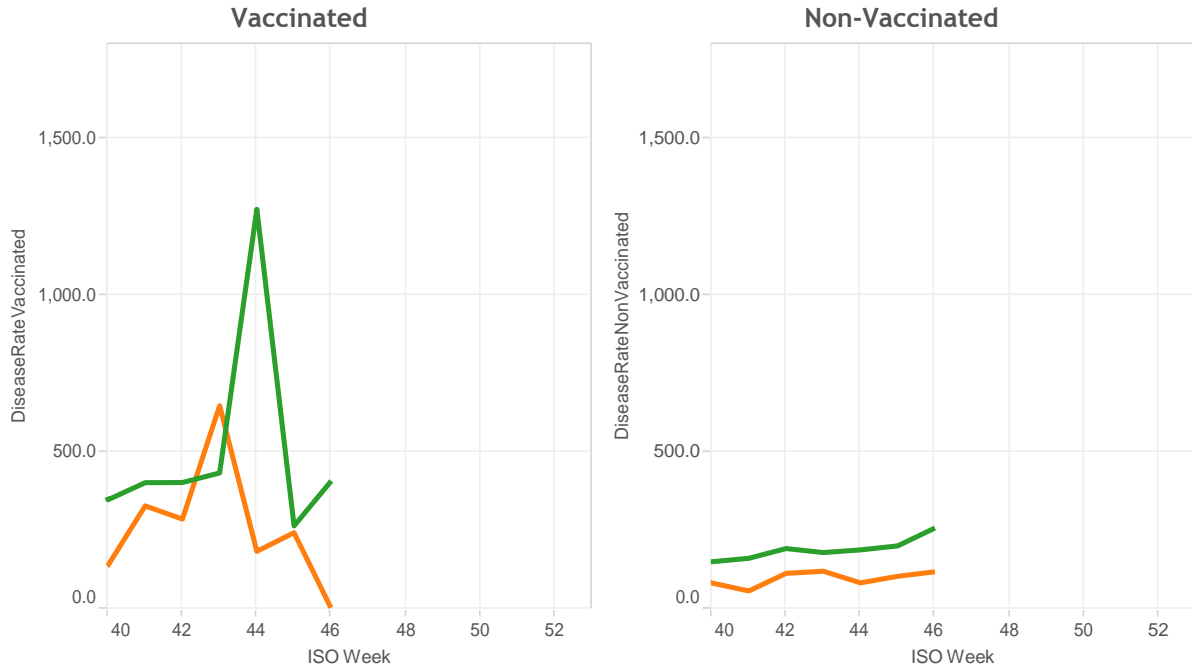 Vaccinated
DiseaseRateVaccinated
1,500.0
1,000.0
500.0
0.0
40 42 44 46 48 50 52
ISO Week
Non-Vaccinated
DiseaseRateNonVaccinated
1,500.0
1,000.0
500.0
0.0
40 42 44 46 48 50 52
ISO Week